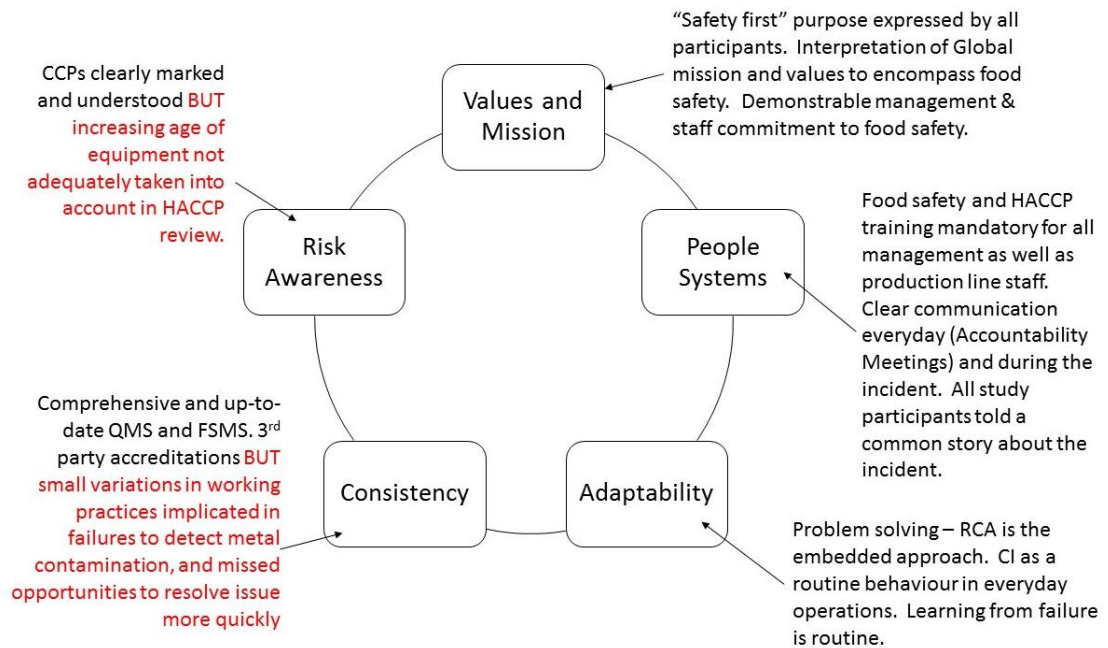 “Safety first” purpose expressed by all
participants.  Interpretation of Global
mission and values to encompass food
safety.  Demonstrable management &
staff commitment to food safety.
Values and
Mission
CCPs clearly marked
and understood BUT
increasing age of
equipment not
adequately taken into
account in HACCP
review.
Risk
Awareness
People
Systems
Food safety and HACCP
training mandatory for all
management as well as
production line staff.
Clear communication
everyday (Accountability
Meetings) and during the
incident.  All study
participants told a
common story about the
incident.
Comprehensive and up-to-
date QMS and FSMS. 3rd
party accreditations BUT
small variations in working
practices implicated in
failures to detect metal
contamination, and missed
opportunities to resolve issue
more quickly
Consistency
Adaptability
Problem solving – RCA is the
embedded approach.  CI as a
routine behaviour in everyday
operations.  Learning from failure
is routine.